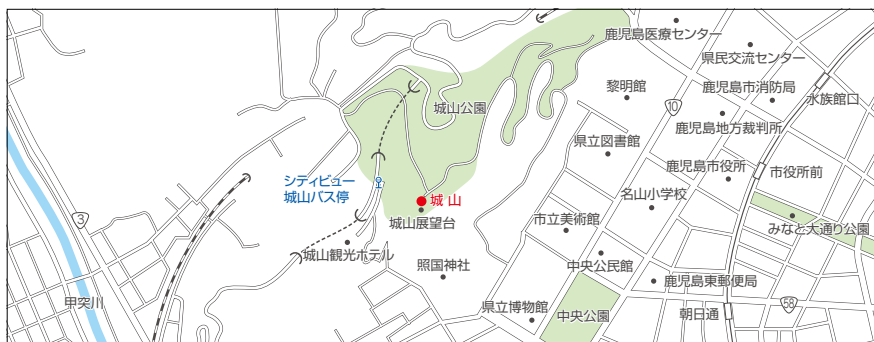 鹿児島医療センター
県民交流センター
黎明館
鹿児島市消防局
水族館口
城山公園
10
鹿児島地方裁判所
県立図書館
鹿児島市役所
市役所前
シティビュー
城山バス停
城 山
名山小学校
3
城山展望台
市立美術館
みなと大通り公園
城山観光ホテル
照国神社
中央公民館
鹿児島東郵便局
甲突川
県立博物館
中央公園
朝日通
58